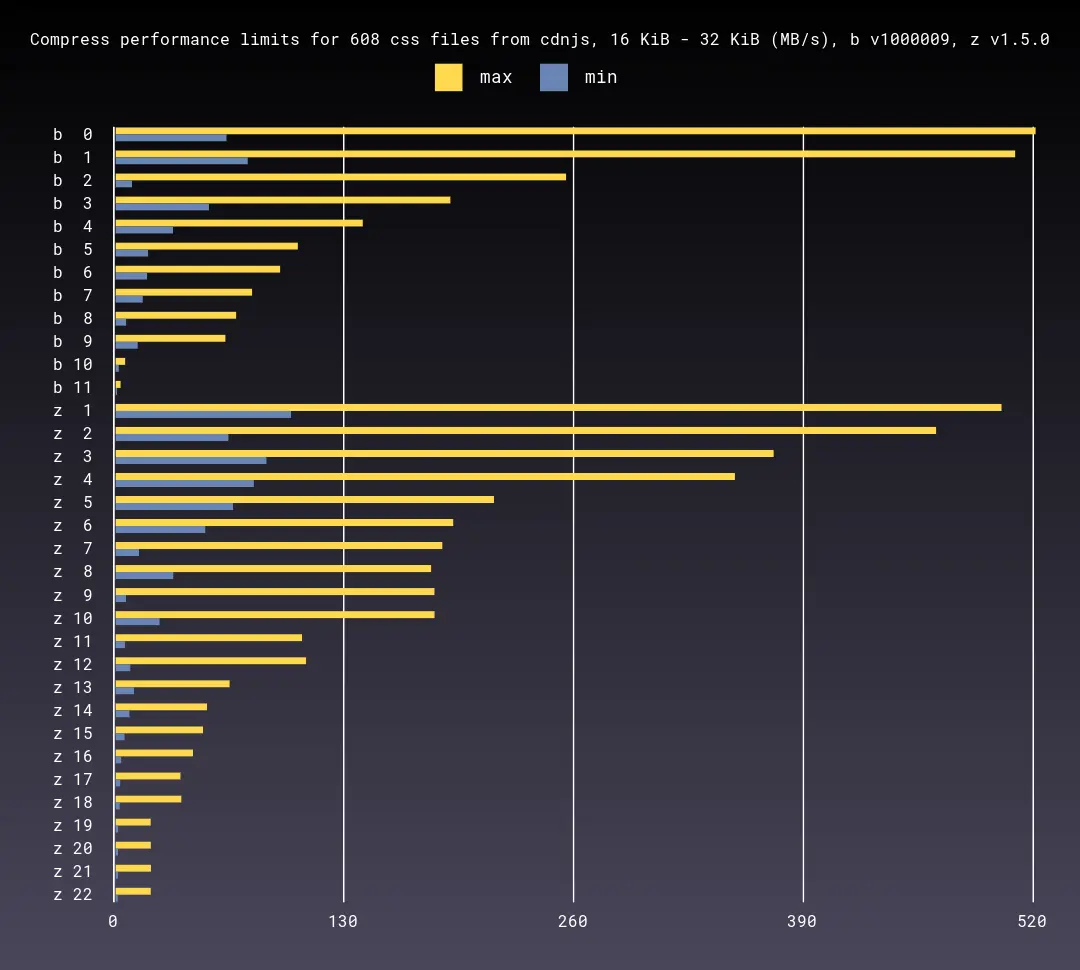 Compress performance limits for 608 css files from cdnjs, 16 KiB - 32 KiB (MB/s), b v1000009, z v1.5.0
max min
b 0
b 1
b 2
b 3
b 4
b 5
b 6
b 7
b 8
b 9
b 10
b 11
z 1
z 2
z 3
z 4
z 5
z 6
z 7
z 8
z 9
z 10
z 11
z 12
z 13
z 14
z 15
z 16
z 17
z 18
z 19
z 20
z 21
z 22
0 130 260 390 520